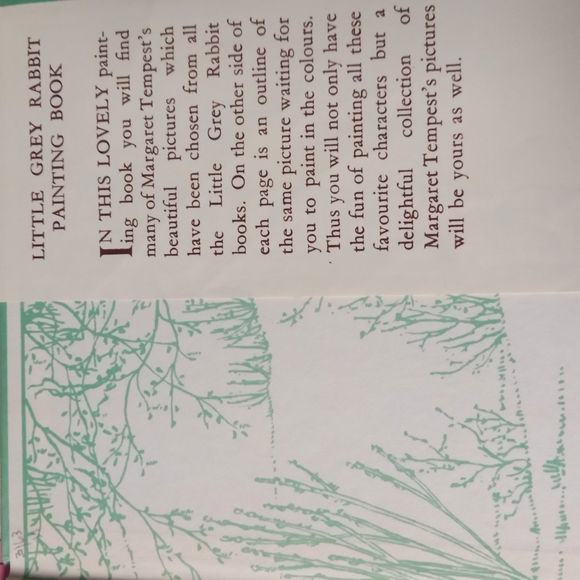 LITTLE GREY RABBIT
PAINTING BOOK
IN THIS LOVELY paint-
ing book you will find
many of Margaret Tempest's
beautiful pictures which
have been chosen from all
the Little Grey Rabbit
books. On the other side of
each page is an ourline of
the same picture waiting for
you to paint in the colours.
Thus you will not only have
the fun of painting all these
favourite characters but a
delightful collection of
Margaret Tempest's pictures
will be yours as well.